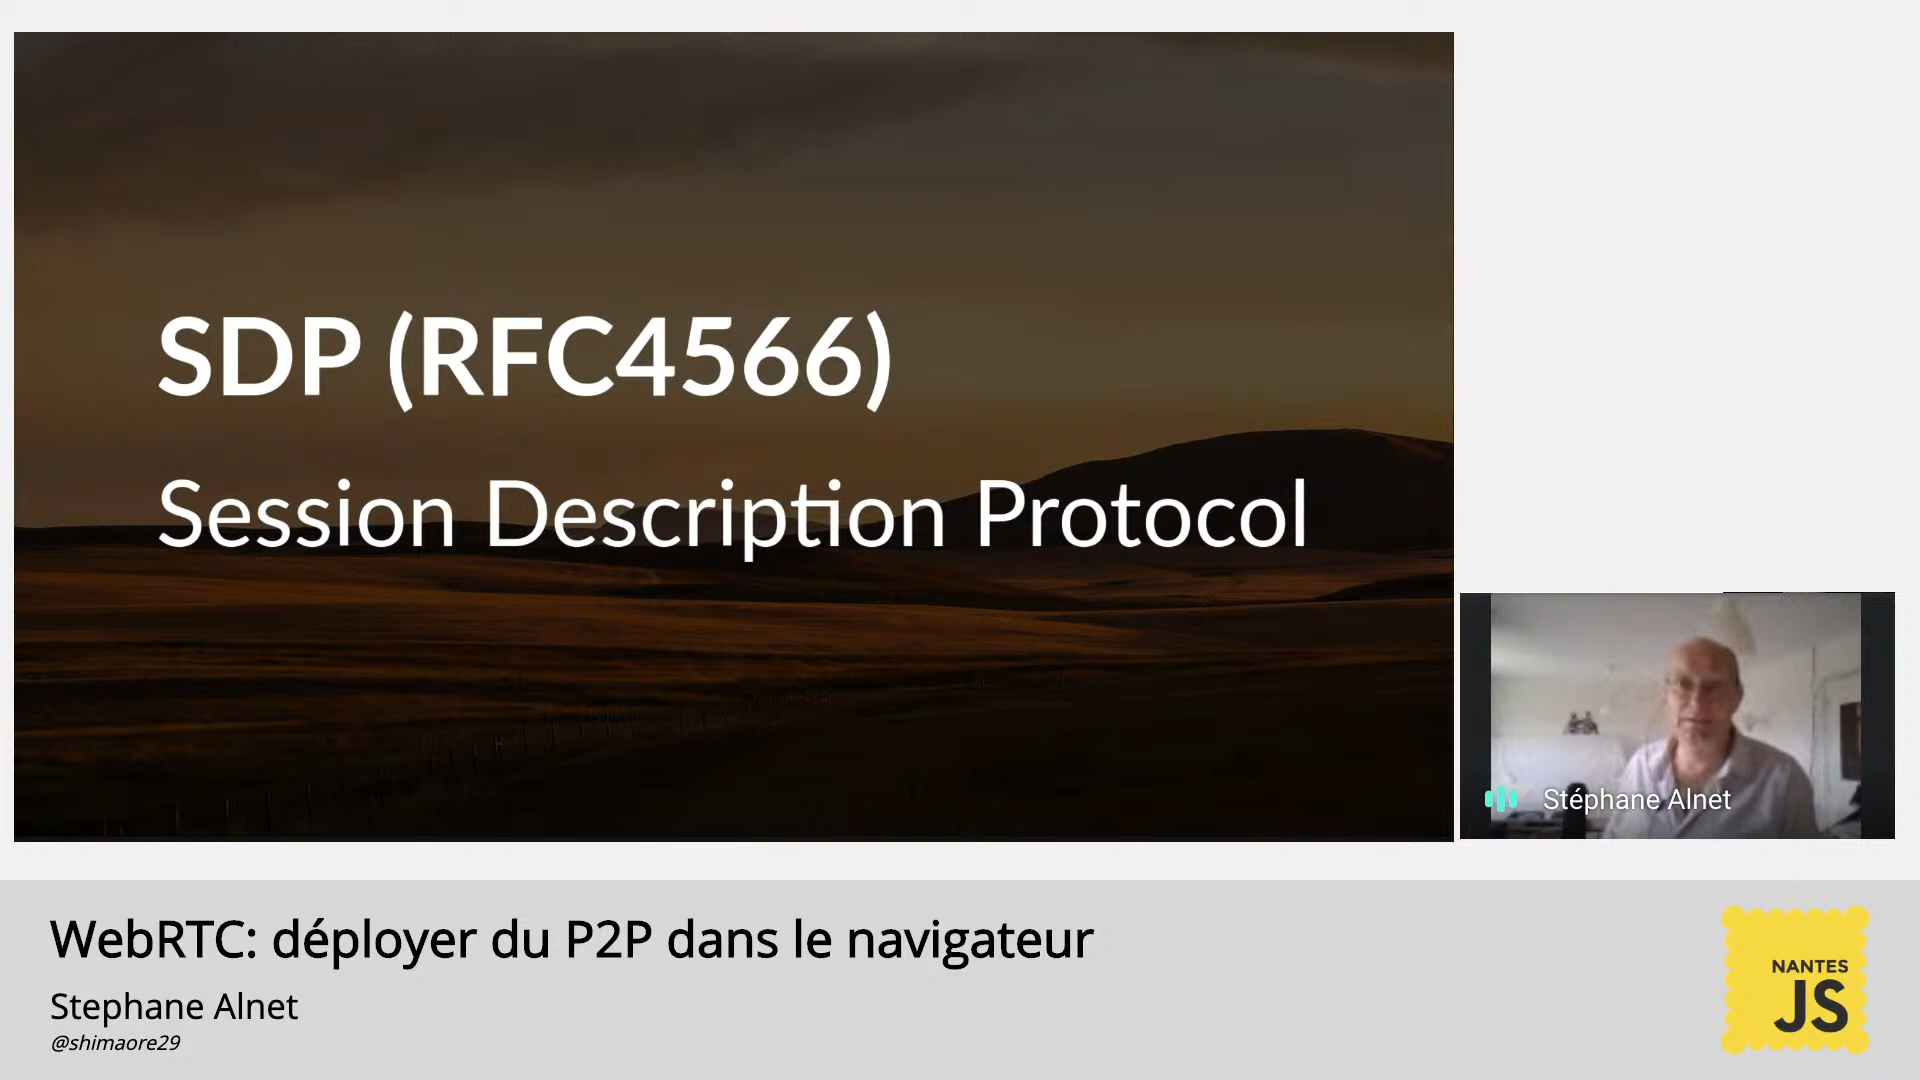 SDP (RFC4566)
Session Description Protocol
Stéphane Alnet
WebRTC: déployer du P2P dans le navigateur
Stephane Alnet
@shimaore29
NANTES
JS